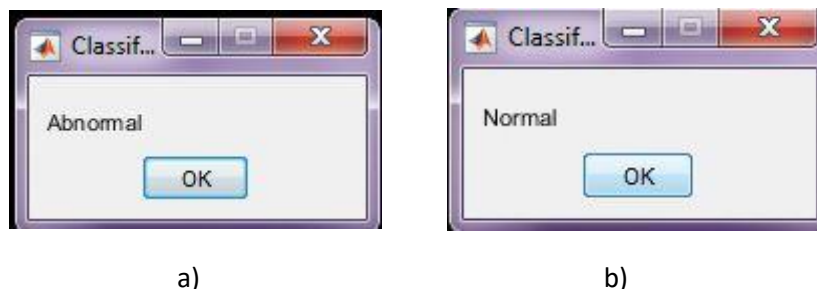 Classif...
Abnormal
OK
a)
Classif...
Normal
OK
b)